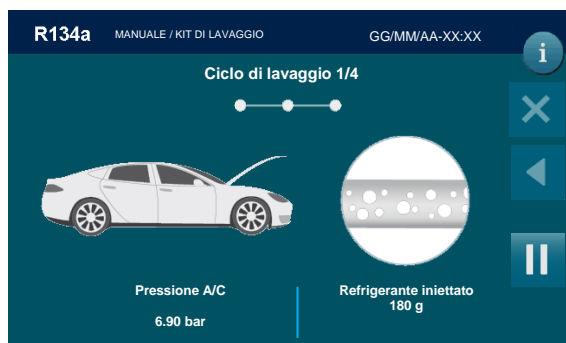 R134a MANUALE / KIT DI LAVAGGIO GG/MM/AA-XX:XX
i
Ciclo di lavaggio 1/4
Pressione A/C
6.90 bar
Refrigerante iniettato
180 g